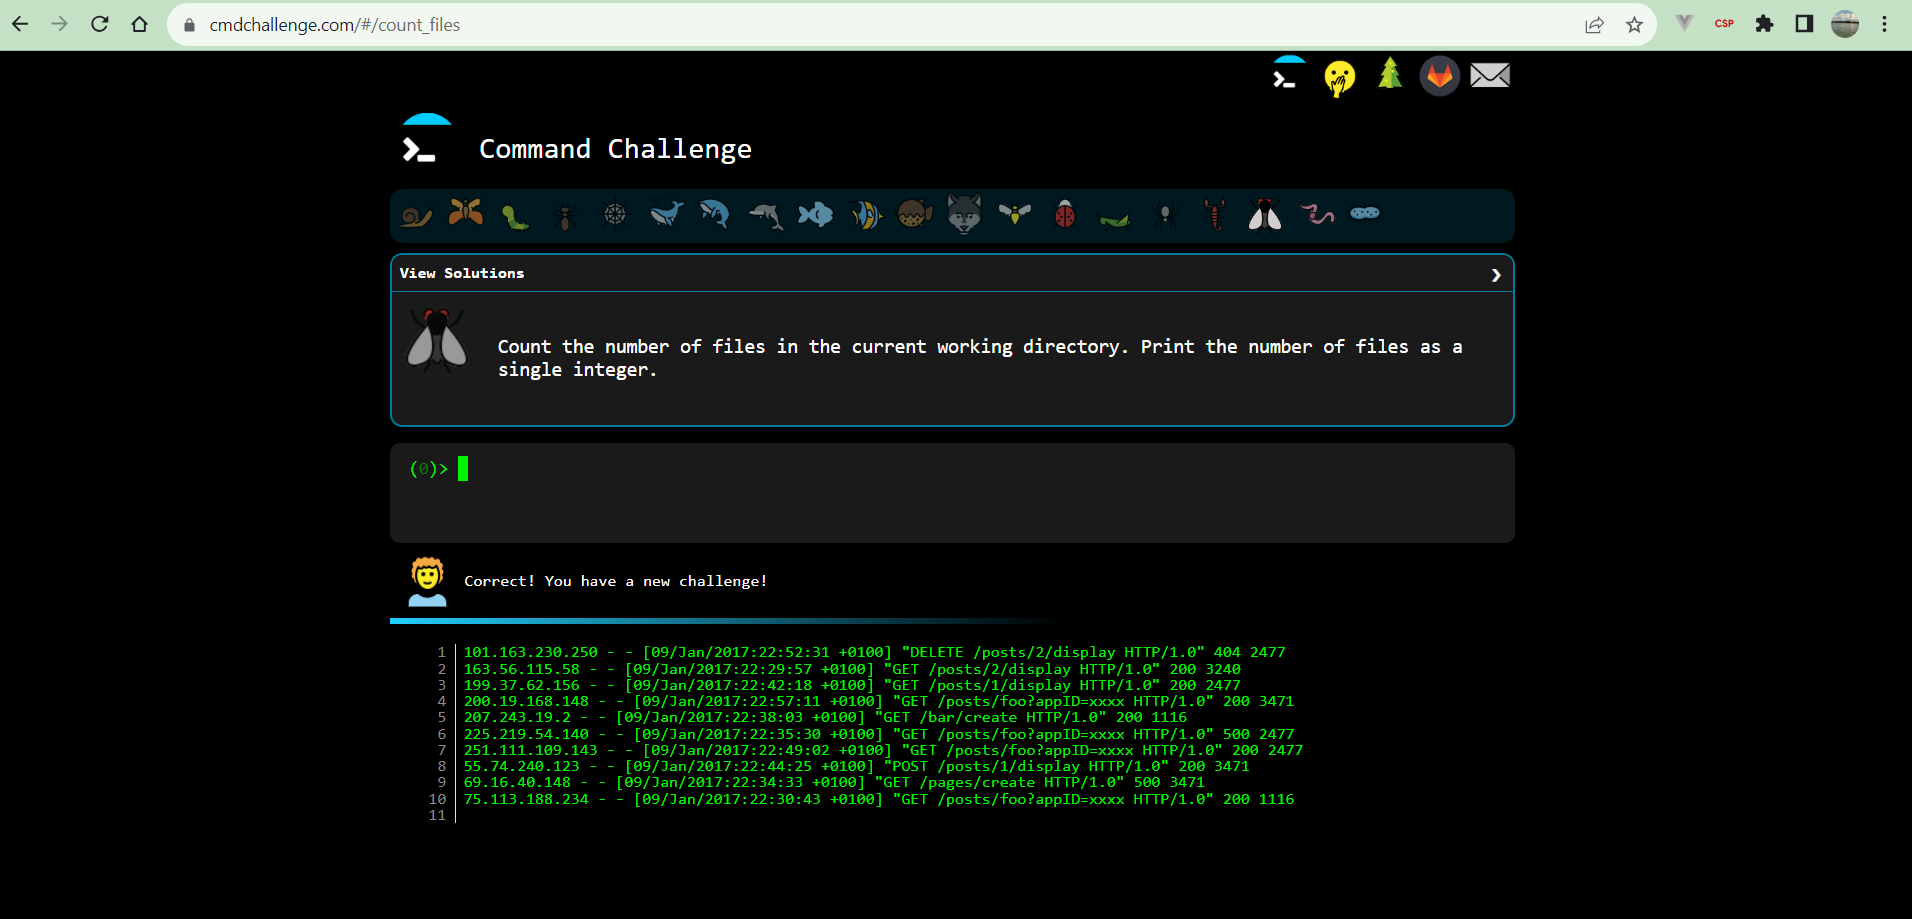 cmdchallenge.com/#/count_files
CSP
>_
>_
Command Challenge
View Solutions ❯
Count the number of files in the current working directory. Print the number of files as a
single integer.
(0)>
Correct! You have a new challenge!
1 101.163.230.250 - - [09/Jan/2017:22:52:31 +0100] "DELETE /posts/2/display HTTP/1.0" 404 2477
2 163.56.115.58 - - [09/Jan/2017:22:29:57 +0100] "GET /posts/2/display HTTP/1.0" 200 3240
3 199.37.62.156 - - [09/Jan/2017:22:42:18 +0100] "GET /posts/1/display HTTP/1.0" 200 2477
4 200.19.168.148 - - [09/Jan/2017:22:57:11 +0100] "GET /posts/foo?appID=xxxx HTTP/1.0" 200 3471
5 207.243.19.2 - - [09/Jan/2017:22:38:03 +0100] "GET /bar/create HTTP/1.0" 200 1116
6 225.219.54.140 - - [09/Jan/2017:22:35:30 +0100] "GET /posts/foo?appID=xxxx HTTP/1.0" 500 2477
7 251.111.109.143 - - [09/Jan/2017:22:49:02 +0100] "GET /posts/foo?appID=xxxx HTTP/1.0" 200 2477
8 55.74.240.123 - - [09/Jan/2017:22:44:25 +0100] "POST /posts/1/display HTTP/1.0" 200 3471
9 69.16.40.148 - - [09/Jan/2017:22:34:33 +0100] "GET /pages/create HTTP/1.0" 500 3471
10 75.113.188.234 - - [09/Jan/2017:22:30:43 +0100] "GET /posts/foo?appID=xxxx HTTP/1.0" 200 1116
11